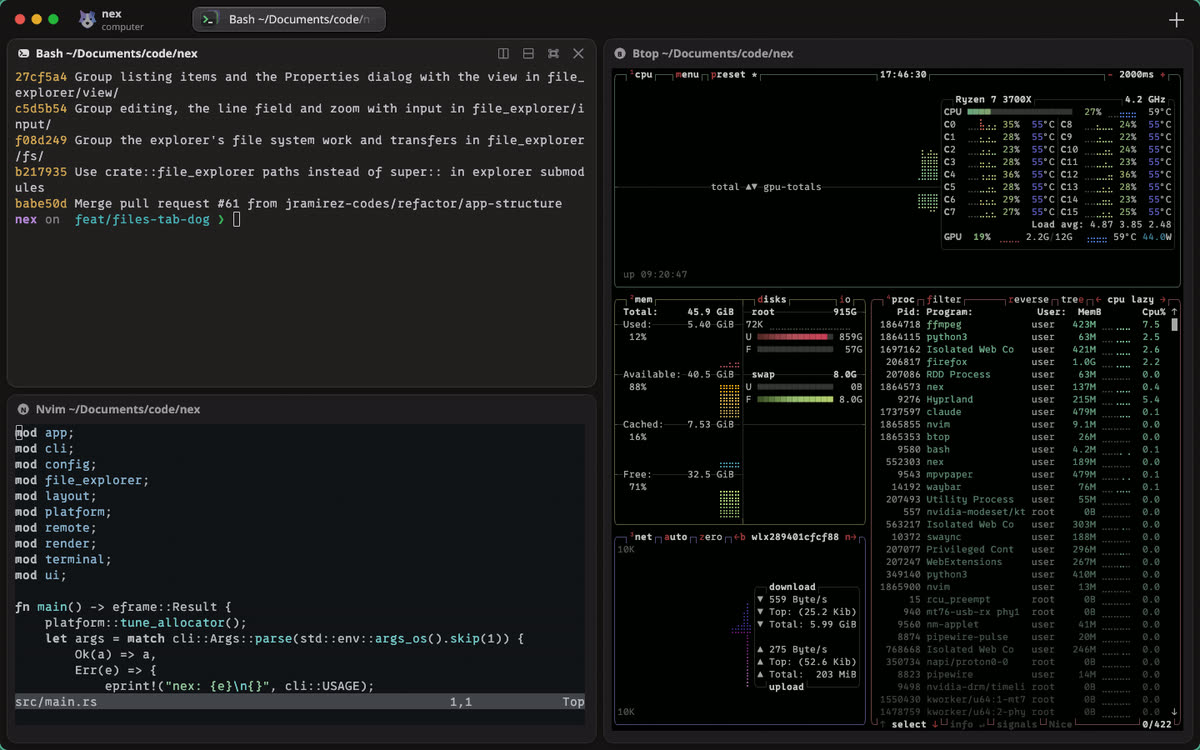 nex
computer
Bash ~/Documents/code/n
Bash ~/Documents/code/nex
27cf5a4 Group listing items and the Properties dialog with the view in file_
explorer/view/
c5d5b54 Group editing, the line field and zoom with input in file_explorer/i
nput/
f08d249 Group the explorer's file system work and transfers in file_explorer
/fs/
b217935 Use crate::file_explorer paths instead of super:: in explorer submod
ules
babe50d Merge pull request #61 from jramirez-codes/refactor/app-structure
nex on feat/files-tab-dog ❯
N Nvim ~/Documents/code/nex
mod app;
mod cli;
mod config;
mod file_explorer;
mod layout;
mod platform;
mod remote;
mod render;
mod terminal;
mod ui;
fn main() -> eframe::Result {
platform::tune_allocator();
let args = match cli::Args::parse(std::env::args_os().skip(1)) {
Ok(a) => a,
Err(e) => {
eprint!("nex: {e}\n{}", cli::USAGE);
src/main.rs 1,1 Top
B Btop ~/Documents/code/nex
¹cpu menu preset * 17:46:30 - 2000ms +
Ryzen 7 3700X 4.2 GHz
CPU 27% 59°C
C0 35% 55°C C8 24% 55°C
C1 28% 55°C C9 22% 55°C
C2 23% 55°C C10 24% 55°C
C3 28% 55°C C11 23% 55°C
C4 36% 55°C C12 36% 55°C
C5 28% 55°C C13 28% 55°C
C6 29% 55°C C14 23% 55°C
C7 27% 55°C C15 25% 55°C
Load avg: 4.87 3.85 2.48
GPU 19% 2.2G/12G 59°C 44.0W
total ▲▼ gpu-totals
up 09:20:47
²mem disks io
Total: 45.9 GiB root 915G
Used: 5.40 GiB 72K
12% U 859G
F 57G
Available: 40.5 GiB swap 8.0G
88% U 0B
F 8.0G
Cached: 7.53 GiB
16%
Free: 32.5 GiB
71%
³net auto zero ←b wlx289401cfcf88 n→
10K
download
▼ 559 Byte/s
▼ Top: (25.2 Kib)
▼ Total: 5.99 GiB
▲ 275 Byte/s
▲ Top: (52.6 Kib)
▲ Total: 203 MiB
upload
10K
⁴proc filter reverse tree ← cpu lazy →
Pid: Program: User: MemB Cpu% ↑
1864718 ffmpeg user 423M 7.5
1864115 python3 user 63M 2.5
1697162 Isolated Web Co user 421M 2.6
206817 firefox user 1.0G 2.2
207086 RDD Process user 63M 0.0
1864573 nex user 137M 0.4
9276 Hyprland user 215M 5.4
1737597 claude user 479M 0.1
1865855 nvim user 9.1M 0.0
1865353 btop user 26M 0.0
9580 bash user 4.2M 0.1
552303 nex user 189M 0.0
9543 mpvpaper user 479M 0.1
14192 waybar user 76M 0.1
207493 Utility Process user 55M 0.0
557 nvidia-modeset/kt root 0B 0.0
563217 Isolated Web Co user 303M 0.0
10372 swaync user 188M 0.0
207077 Privileged Cont user 296M 0.0
207247 WebExtensions user 267M 0.0
349140 python3 user 410M 0.0
1865900 nvim user 13M 0.0
15 rcu_preempt root 0B 0.0
940 mt76-usb-rx phy1 root 0B 0.0
9560 nm-applet user 41M 0.0
8874 pipewire-pulse user 20M 0.0
768668 Isolated Web Co user 246M 0.0
350734 napi/proton0-0 root 0B 0.0
8823 pipewire user 14M 0.0
9498 nvidia-drm/timeli root 0B 0.0
1550430 kworker/u64:1-mt7 root 0B 0.0
1478759 kworker/u64:2-phy root 0B 0.0 ↓
↑ select ↓ info ↵ signals Nice 0/422